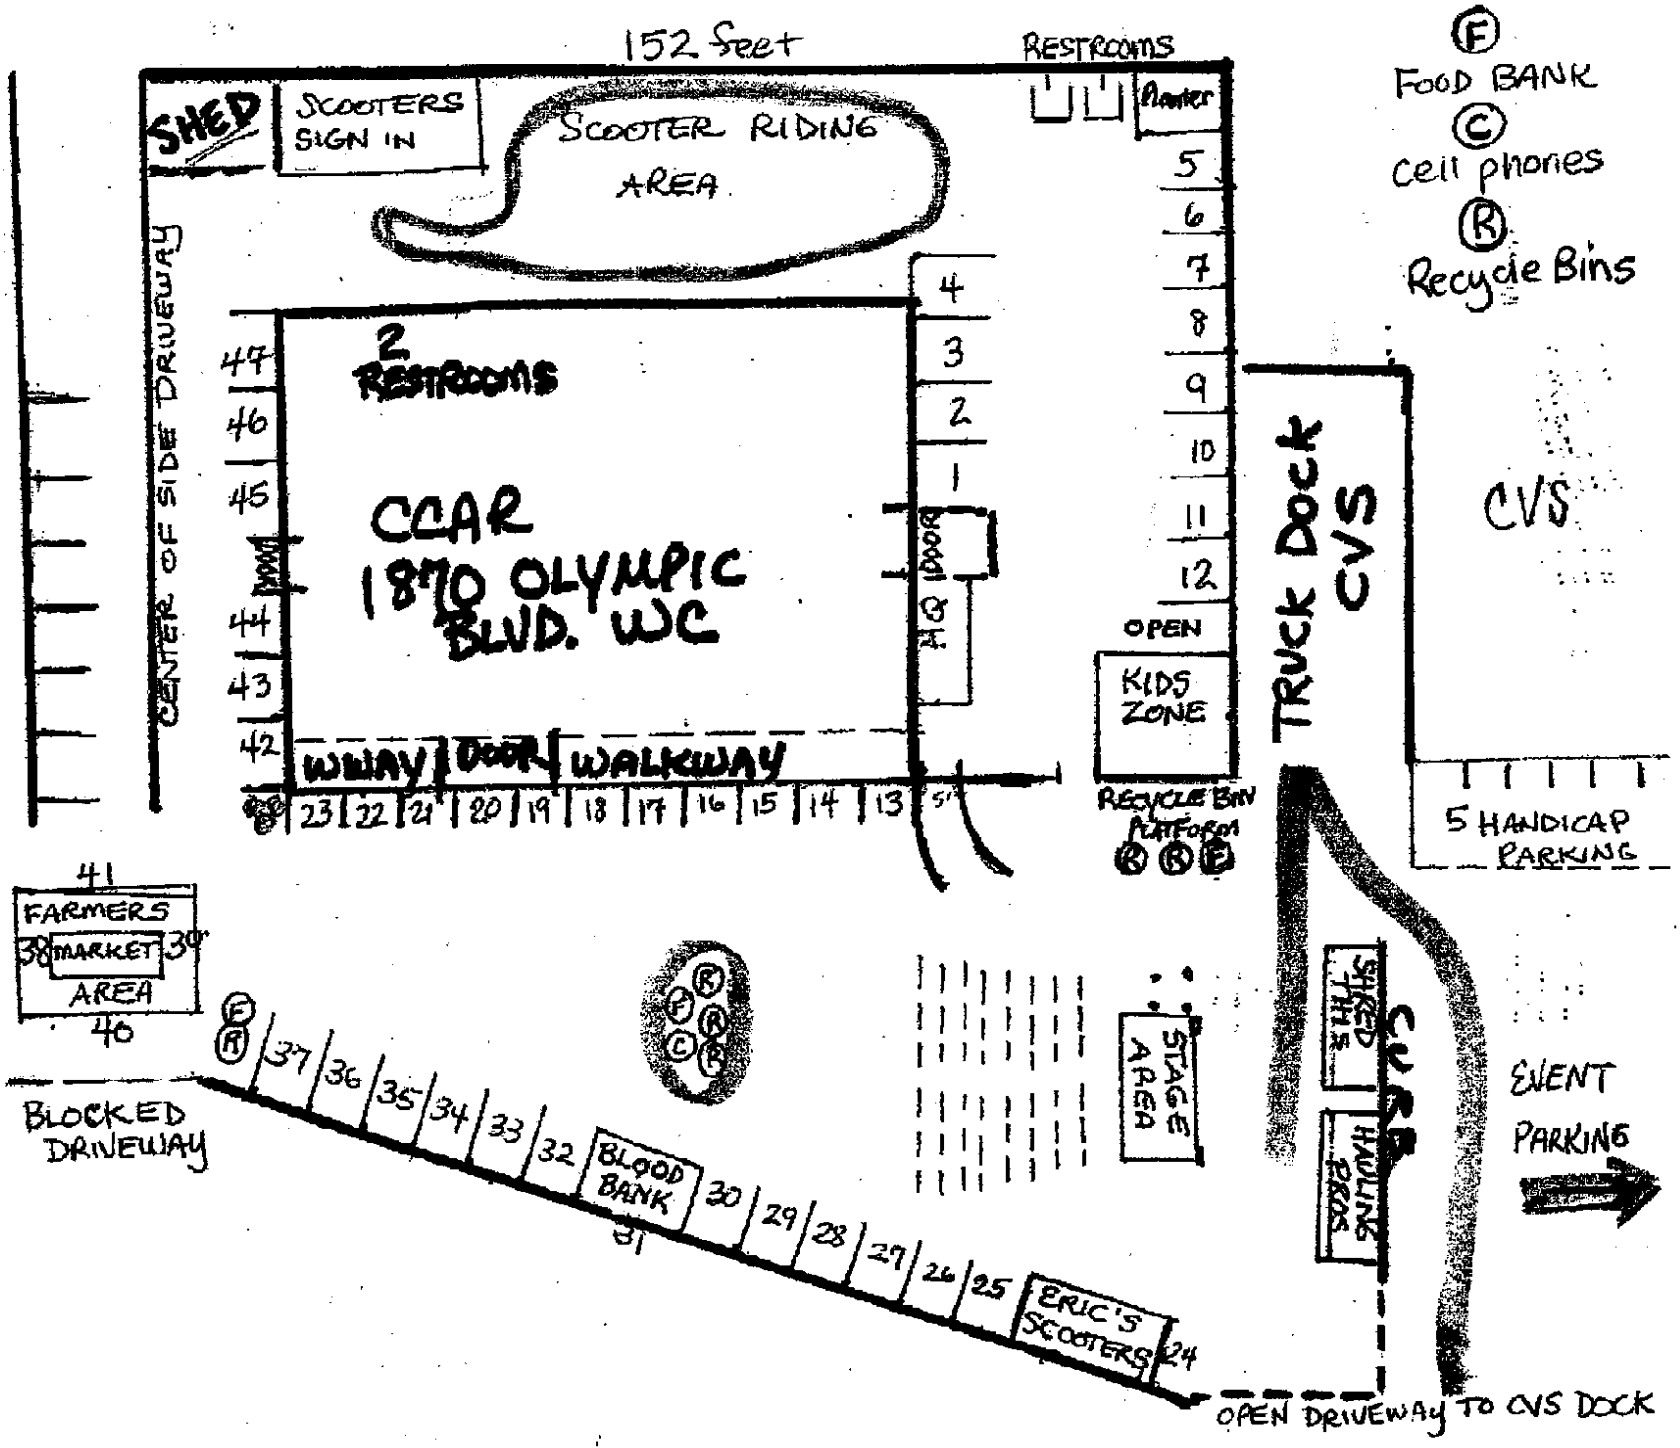 152 feet
RESTROOMS
F
FOOD BANK
C
Cell phones
R
Recycle Bins
SHED
SCOOTERS
SIGN IN
SCOOTER RIDING
AREA
Planter
5
6
7
8
9
10
11
12
OPEN
KIDS
ZONE
RECYCLE BIN
PLATFORM
R R F
CENTER OF SIDE DRIVEWAY
47
46
45
DOOR
44
43
42
2
RESTROOMS
CCAR
1870 OLYMPIC
BLVD. WC
4
3
2
1
DOOR
HQ
WWAY DOOR WALKWAY
23 22 21 20 19 18 17 16 15 14 13
TRUCK DOCK
CVS
CVS
5 HANDICAP
PARKING
41
FARMERS
38 MARKET 39
AREA
40
F
R
BLOCKED
DRIVEWAY
37
36
35
34
33
32
BLOOD
BANK
31
30
29
28
27
26
25
ERIC'S
SCOOTERS
24
R
F
R
C
R
STAGE
AREA
SHRED
THIS
CURB
HAULING
PROS
EVENT
PARKING
OPEN DRIVEWAY TO CVS DOCK